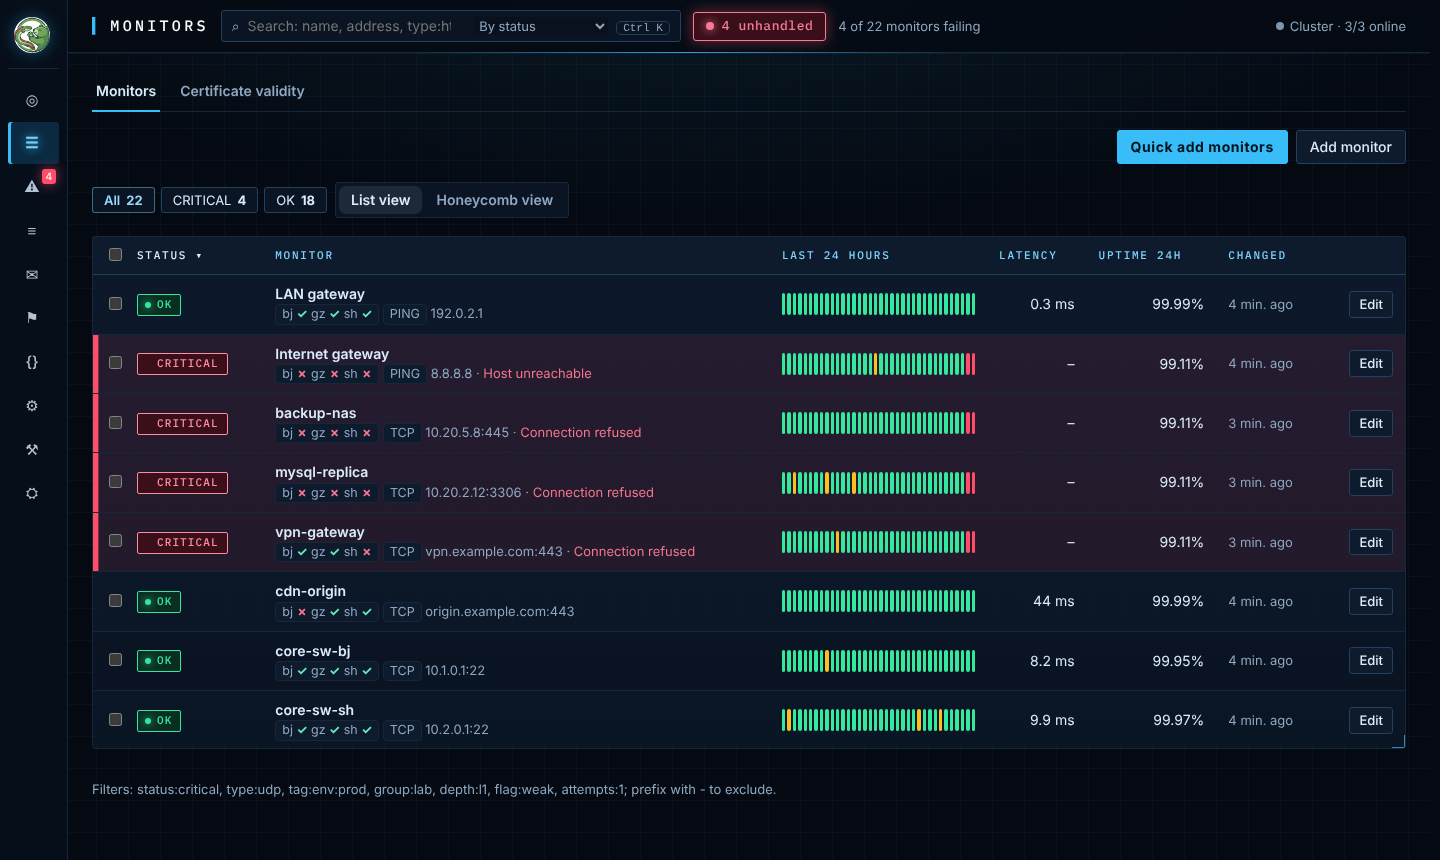 MONITORS
Search: name, address, type:ht
By status
Ctrl K
4 unhandled
4 of 22 monitors failing
Cluster · 3/3 online
Monitors
Certificate validity
4
Quick add monitors
Add monitor
All 22
CRITICAL 4
OK 18
List view
Honeycomb view
STATUS ▾ MONITOR LAST 24 HOURS LATENCY UPTIME 24H CHANGED
OK LAN gateway 0.3 ms 99.99% 4 min. ago Edit
bj ✓ gz ✓ sh ✓ PING 192.0.2.1
CRITICAL Internet gateway – 99.11% 4 min. ago Edit
bj × gz × sh × PING 8.8.8.8 · Host unreachable
CRITICAL backup-nas – 99.11% 3 min. ago Edit
bj × gz × sh × TCP 10.20.5.8:445 · Connection refused
CRITICAL mysql-replica – 99.11% 3 min. ago Edit
bj × gz × sh × TCP 10.20.2.12:3306 · Connection refused
CRITICAL vpn-gateway – 99.11% 3 min. ago Edit
bj ✓ gz ✓ sh × TCP vpn.example.com:443 · Connection refused
OK cdn-origin 44 ms 99.99% 4 min. ago Edit
bj × gz ✓ sh ✓ TCP origin.example.com:443
OK core-sw-bj 8.2 ms 99.95% 4 min. ago Edit
bj ✓ gz ✓ sh ✓ TCP 10.1.0.1:22
OK core-sw-sh 9.9 ms 99.97% 4 min. ago Edit
bj ✓ gz ✓ sh ✓ TCP 10.2.0.1:22
Filters: status:critical, type:udp, tag:env:prod, group:lab, depth:l1, flag:weak, attempts:1; prefix with - to exclude.